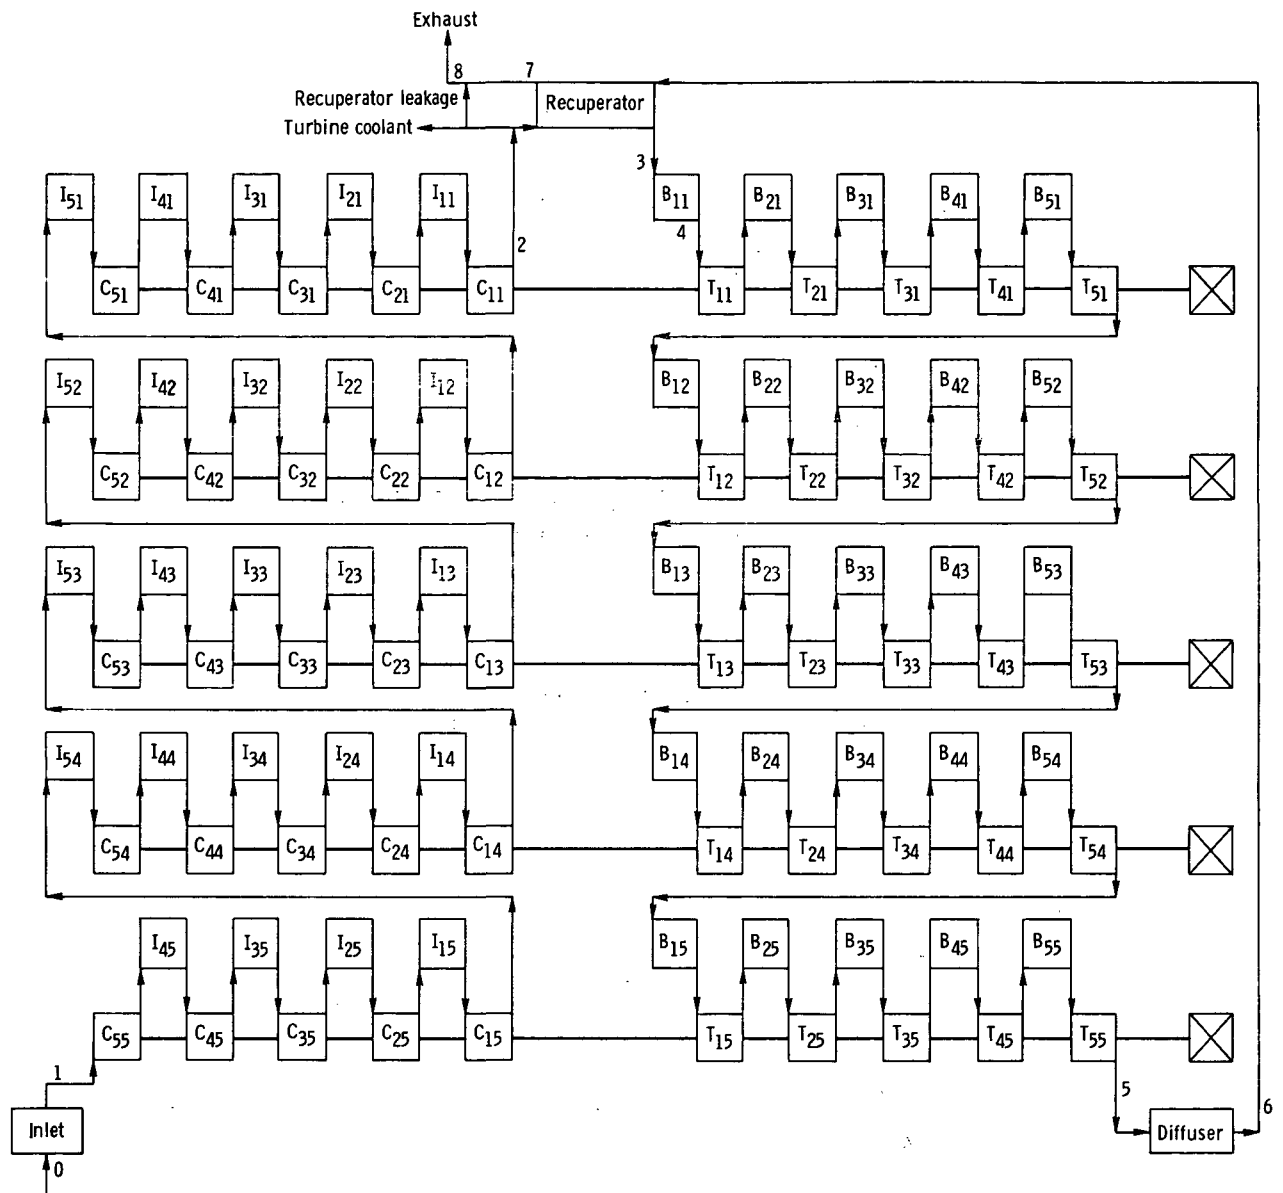 Exhaust
8 7
Recuperator leakage
Recuperator
Turbine coolant
3
I51 I41 I31 I21 I11 B11 B21 B31 B41 B51
4
2
C51 C41 C31 C21 C11 T11 T21 T31 T41 T51
I52 I42 I32 I22 I12 B12 B22 B32 B42 B52
C52 C42 C32 C22 C12 T12 T22 T32 T42 T52
I53 I43 I33 I23 I13 B13 B23 B33 B43 B53
C53 C43 C33 C23 C13 T13 T23 T33 T43 T53
I54 I44 I34 I24 I14 B14 B24 B34 B44 B54
C54 C44 C34 C24 C14 T14 T24 T34 T44 T54
I45 I35 I25 I15 B15 B25 B35 B45 B55
C55 C45 C35 C25 C15 T15 T25 T35 T45 T55
1
5
6
Inlet
Diffuser
0